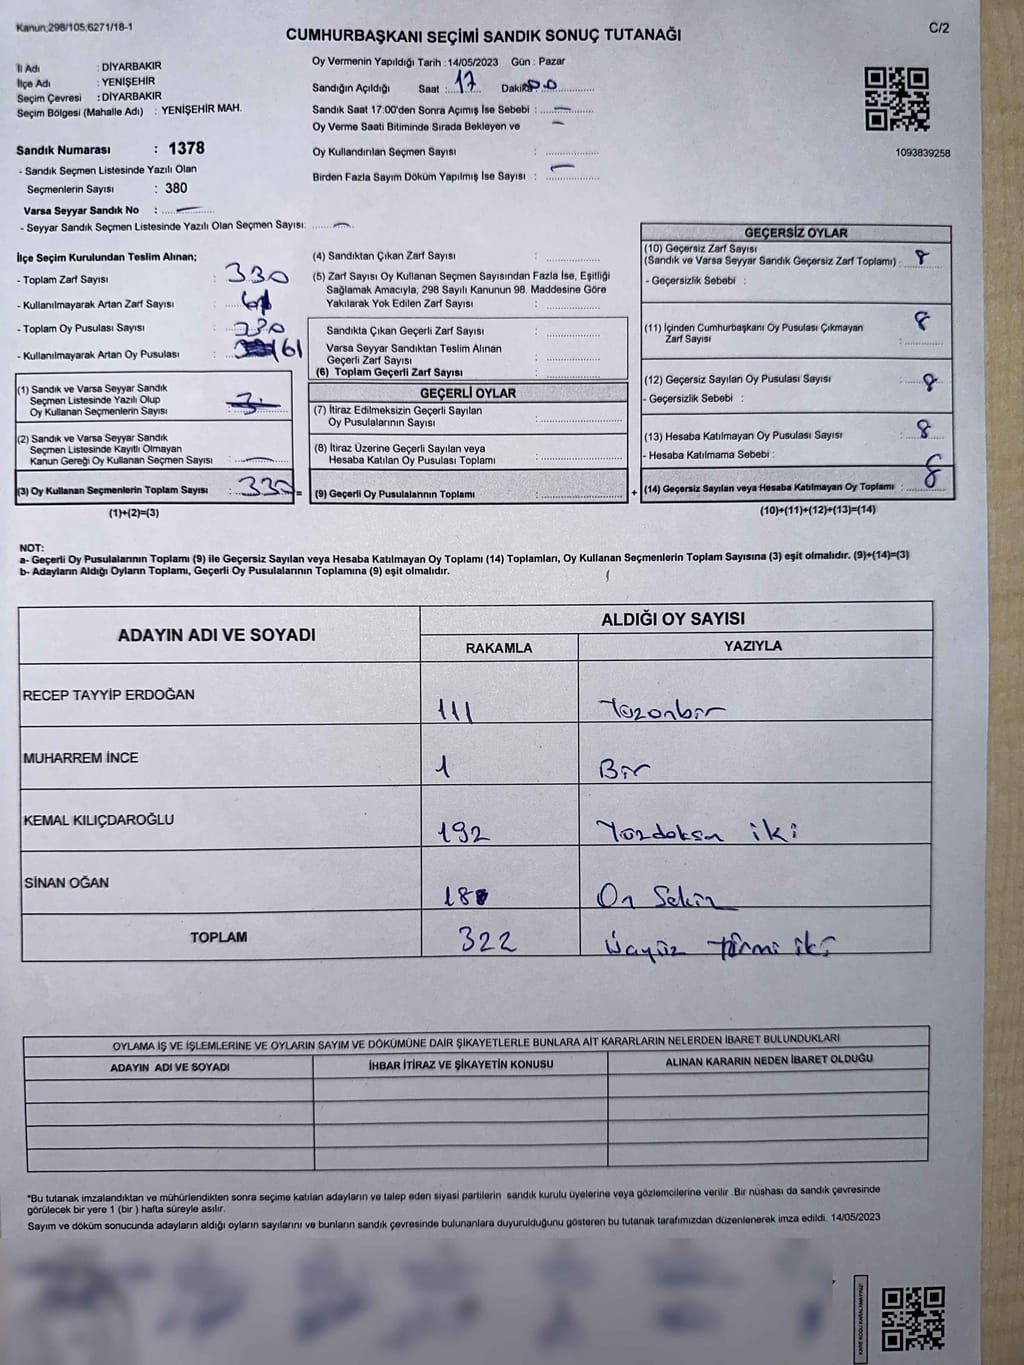 Kanun;298/105;6271/18-1
C/2
CUMHURBAŞKANI SEÇİMİ SANDIK SONUÇ TUTANAĞI
İl Adı : DİYARBAKIR
İlçe Adı : YENİŞEHİR
Seçim Çevresi : DİYARBAKIR
Seçim Bölgesi (Mahalle Adı) : YENİŞEHİR MAH.
Sandık Numarası : 1378
- Sandık Seçmen Listesinde Yazılı Olan
Seçmenlerin Sayısı : 380
Varsa Seyyar Sandık No :
- Seyyar Sandık Seçmen Listesinde Yazılı Olan Seçmen Sayısı:
Oy Vermenin Yapıldığı Tarih : 14/05/2023 Gün : Pazar
Sandığın Açıldığı Saat : 17 Dakika
Sandık Saat 17:00'den Sonra Açımış İse Sebebi :
Oy Verme Saati Bitiminde Sırada Bekleyen ve
Oy Kullandırılan Seçmen Sayısı :
Birden Fazla Sayım Döküm Yapılmış İse Sayısı :
1093839258
İlçe Seçim Kurulundan Teslim Alınan;
- Toplam Zarf Sayısı : 330
- Kullanılmayarak Artan Zarf Sayısı :
- Toplam Oy Pusulası Sayısı : 330
- Kullanılmayarak Artan Oy Pusulası : 61
(1) Sandık ve Varsa Seyyar Sandık
Seçmen Listesinde Yazılı Olup
Oy Kullanan Seçmenlerin Sayısı :
(2) Sandık ve Varsa Seyyar Sandık
Seçmen Listesinde Kayıtlı Olmayan
Kanun Gereği Oy Kullanan Seçmen Sayısı :
(3) Oy Kullanan Seçmenlerin Toplam Sayısı : 330 =
(1)+(2)=(3)
(4) Sandıktan Çıkan Zarf Sayısı :
(5) Zarf Sayısı Oy Kullanan Seçmen Sayısından Fazla İse, Eşitliği
Sağlamak Amacıyla; 298 Sayılı Kanunun 98. Maddesine Göre
Yakılarak Yok Edilen Zarf Sayısı :
Sandıkta Çıkan Geçerli Zarf Sayısı :
Varsa Seyyar Sandıktan Teslim Alınan
Geçerli Zarf Sayısı :
(6) Toplam Geçerli Zarf Sayısı :
GEÇERLİ OYLAR
(7) İtiraz Edilmeksizin Geçerli Sayılan
Oy Pusulalarının Sayısı :
(8) İtiraz Üzerine Geçerli Sayılan veya
Hesaba Katılan Oy Pusulası Toplamı :
(9) Geçerli Oy Pusulalarının Toplamı : +
GEÇERSİZ OYLAR
(10) Geçersiz Zarf Sayısı
(Sandık ve Varsa Seyyar Sandık Geçersiz Zarf Toplamı) : 8
- Geçersizlik Sebebi :
(11) İçinden Cumhurbaşkanı Oy Pusulası Çıkmayan
Zarf Sayısı : 8
(12) Geçersiz Sayılan Oy Pusulası Sayısı : 8
- Geçersizlik Sebebi :
(13) Hesaba Katılmayan Oy Pusulası Sayısı : 8
- Hesaba Katılmama Sebebi :
(14) Geçersiz Sayılan veya Hesaba Katılmayan Oy Toplamı : 8
(10)+(11)+(12)+(13)=(14)
NOT:
a- Geçerli Oy Pusulalarının Toplamı (9) ile Geçersiz Sayılan veya Hesaba Katılmayan Oy Toplamı (14) Toplamları, Oy Kullanan Seçmenlerin Toplam Sayısına (3) eşit olmalıdır. (9)+(14)=(3)
b- Adayların Aldığı Oyların Toplamı, Geçerli Oy Pusulalarının Toplamına (9) eşit olmalıdır.
ADAYIN ADI VE SOYADI
ALDIĞI OY SAYISI
RAKAMLA YAZIYLA
RECEP TAYYİP ERDOĞAN 111 Yüzonbir
MUHARREM İNCE 1 Bir
KEMAL KILIÇDAROĞLU 192 Yüzdoksan iki
SİNAN OĞAN 18 On Sekiz
TOPLAM 322 Üçyüz Yirmi iki
OYLAMA İŞ VE İŞLEMLERİNE VE OYLARIN SAYIM VE DÖKÜMÜNE DAİR ŞİKAYETLERLE BUNLARA AİT KARARLARIN NELERDEN İBARET BULUNDUKLARI
ADAYIN ADI VE SOYADI İHBAR İTİRAZ VE ŞİKAYETİN KONUSU ALINAN KARARIN NEDEN İBARET OLDUĞU
*Bu tutanak imzalandıktan ve mühürlendikten sonra seçime katılan adayların ve talep eden siyasi partilerin sandık kurulu üyelerine veya gözlemcilerine verilir .Bir nüshası da sandık çevresinde
görülecek bir yere 1 (bir ) hafta süreyle asılır.
Sayım ve döküm sonucunda adayların aldığı oyların sayılarını ve bunların sandık çevresinde bulunanlara duyurulduğunu gösteren bu tutanak tarafımızdan düzenlenerek imza edildi. 14/05/2023